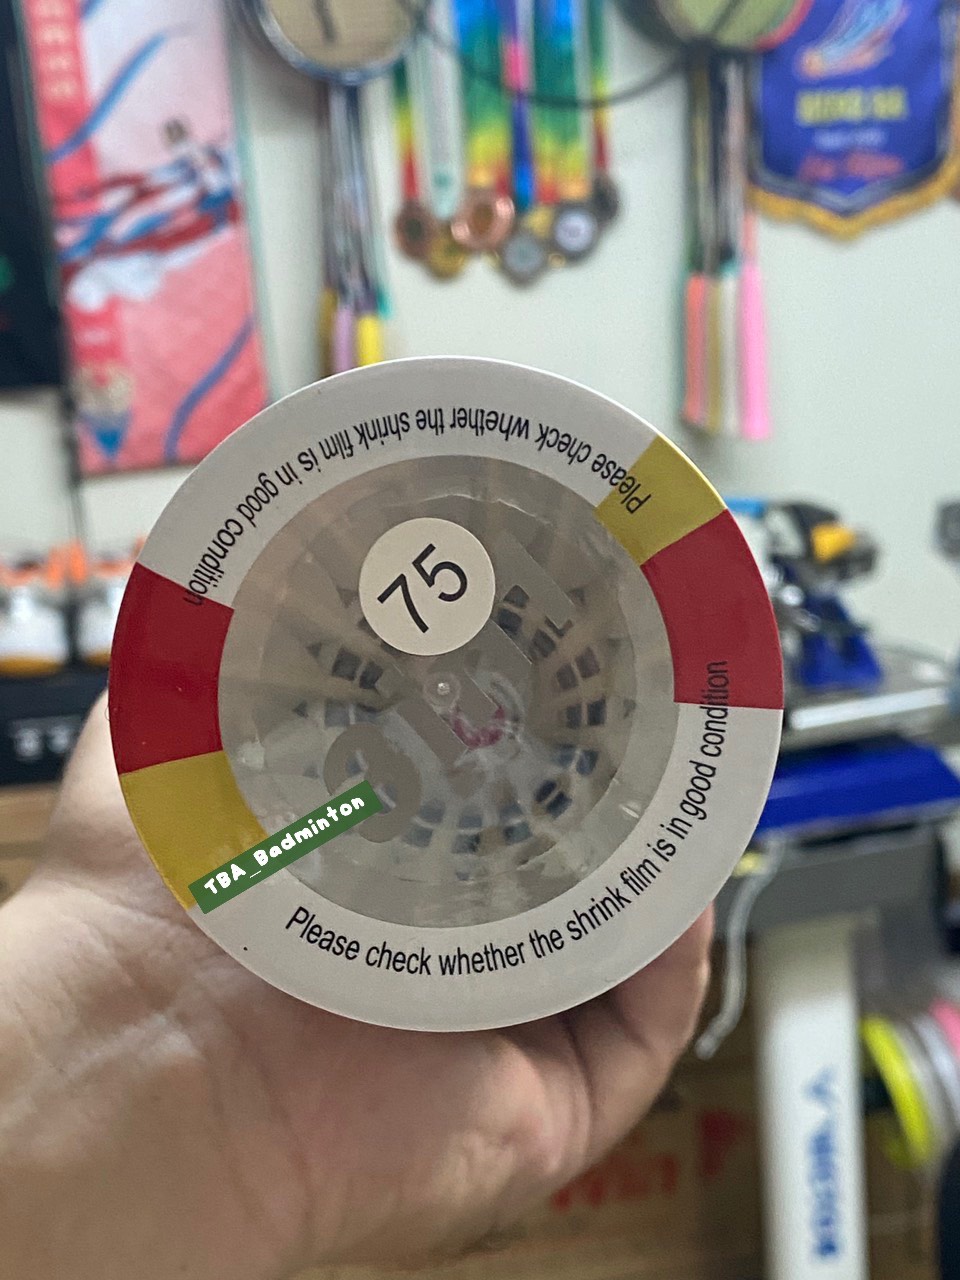 Please check whether the shrink film is in good condition
75
TBA_Badminton
Please check whether the shrink film is in good condition